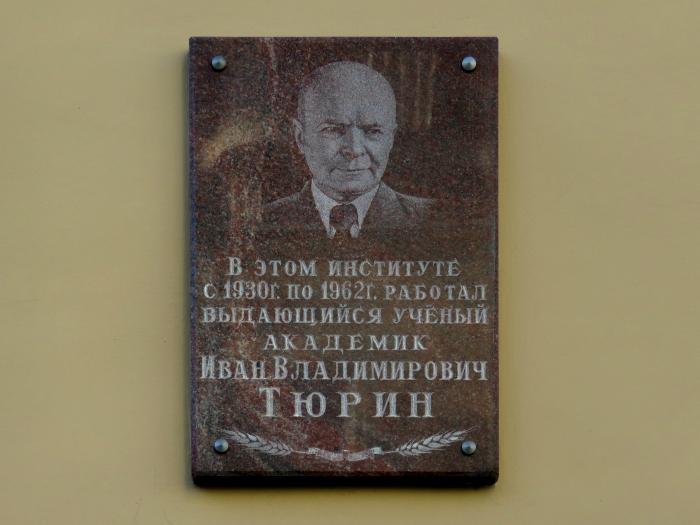 В ЭТОМ ИНСТИТУТЕ
С 1930Г. ПО 1962Г. РАБОТАЛ
ВЫДАЮЩИЙСЯ УЧЁНЫЙ
АКАДЕМИК
ИВАН ВЛАДИМИРОВИЧ
ТЮРИН